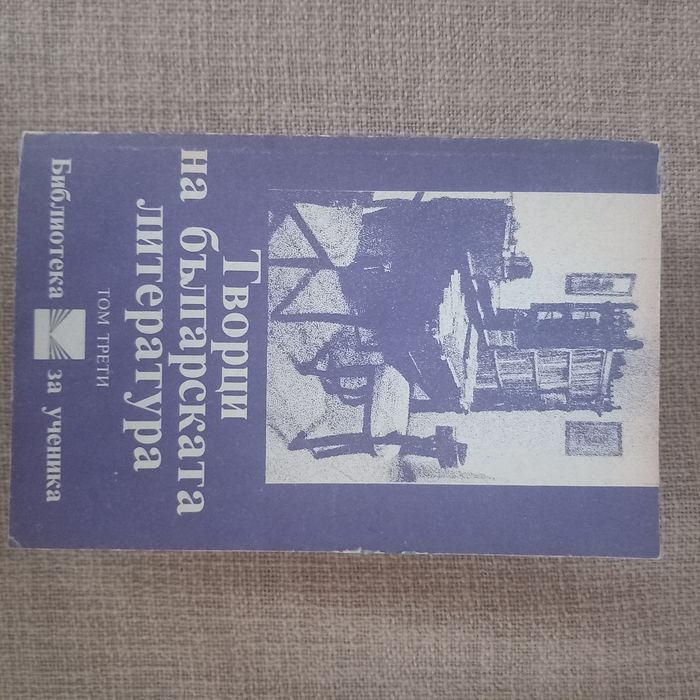 Творци
на българската
литература
ТОМ ТРЕТИ
Библиотека за ученика